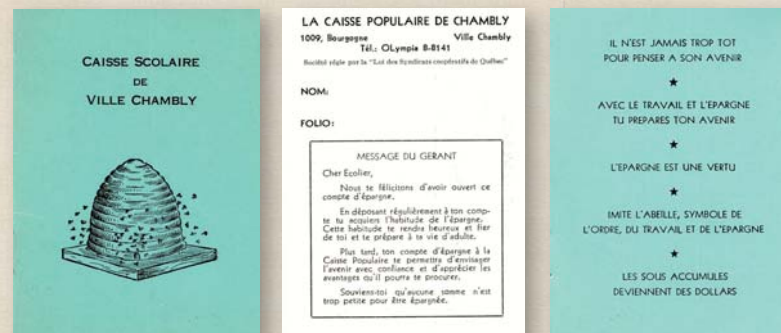 CAISSE SCOLAIRE
DE
VILLE CHAMBLY
LA CAISSE POPULAIRE DE CHAMBLY
1009, Bourgogne Ville Chambly
Tél.: OLympia 8-8141
Société régie par la "Loi des Syndicats coopératifs de Québec"
NOM:
FOLIO:
MESSAGE DU GERANT
Cher Ecolier,
Nous te félicitons d'avoir ouvert ce
compte d'épargne.
En déposant régulièrement à ton comp-
te tu acquiers l'habitude de l'épargne.
Cette habitude te rendra heureux et fier
de toi et te prépare à ta vie d'adulte.
Plus tard, ton compte d'épargne à la
Caisse Populaire te permettra d'envisager
l'avenir avec confiance et d'apprécier les
avantages qu'il pourra te procurer.
Souviens-toi qu'aucune somme n'est
trop petite pour être épargnée.
IL N'EST JAMAIS TROP TOT
POUR PENSER A SON AVENIR
AVEC LE TRAVAIL ET L'EPARGNE
TU PREPARES TON AVENIR
L'EPARGNE EST UNE VERTU
IMITE L'ABEILLE, SYMBOLE DE
L'ORDRE, DU TRAVAIL ET DE L'EPARGNE
LES SOUS ACCUMULES
DEVIENNENT DES DOLLARS